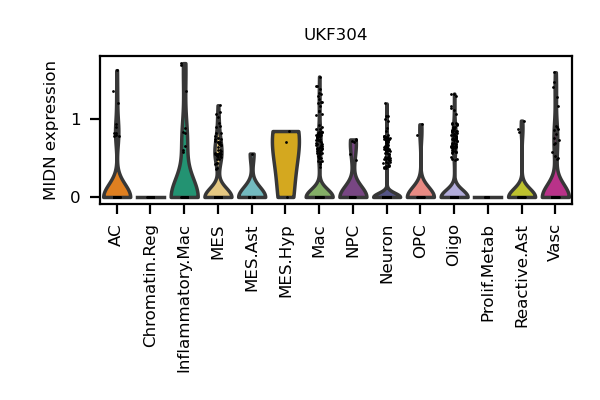 UKF304
MIDN expression
1
0
AC
Chromatin.Reg
Inflammatory.Mac
MES
MES.Ast
MES.Hyp
Mac
NPC
Neuron
OPC
Oligo
Prolif.Metab
Reactive.Ast
Vasc